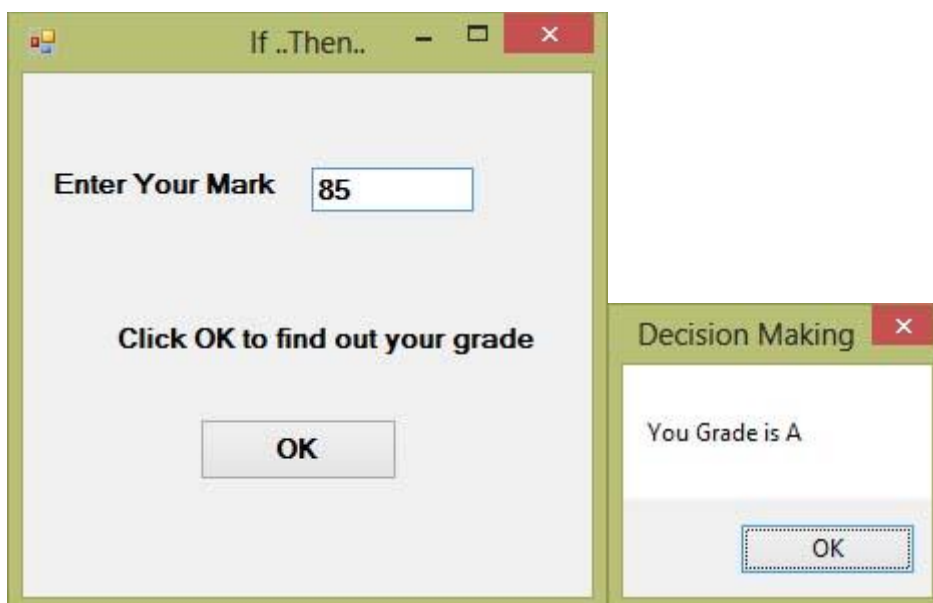 If ..Then..
Enter Your Mark 85
Click OK to find out your grade
OK
Decision Making
You Grade is A
OK